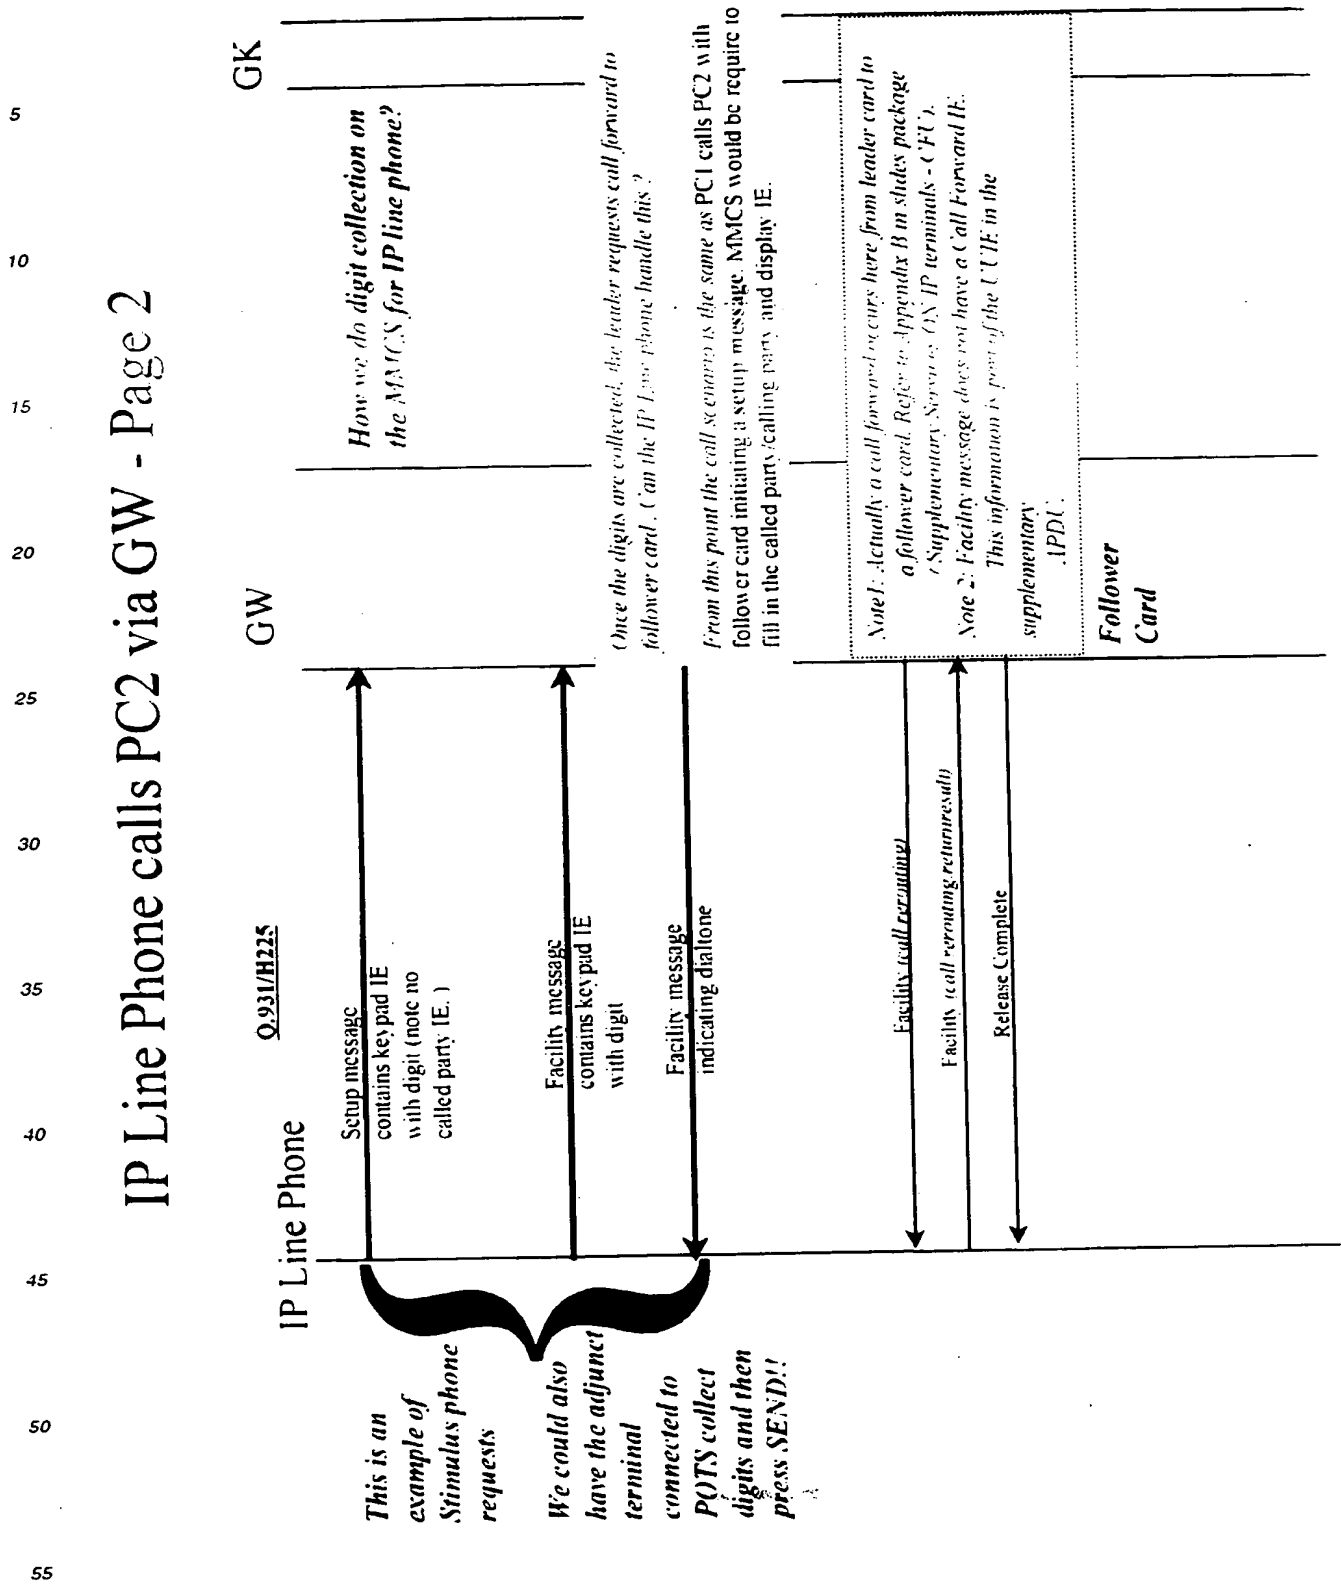 IP Line Phone calls PC2 via GW - Page 2
IP Line Phone
Q.931/H225
GW
GK
This is an
example of
Stimulus phone
requests
We could also
have the adjunct
terminal
connected to
POTS collect
digits and then
press SEND!!
Setup message
contains keypad IE
with digit (note no
called party IE. )
Facility message
contains keypad IE
with digit
Facility message
indicating dialtone
Facility (call rerouting)
Facility (call rerouting.returnresult)
Release Complete
How we do digit collection on
the MMCS for IP line phone?
Once the digits are collected, the leader requests call forward to
follower card. Can the IP Line phone handle this ?
From this point the call scenario is the same as PC1 calls PC2 with
follower card initiating a setup message. MMCS would be require to
fill in the called party/calling party and display IE.
Note1: Actually a call forward occurs here from leader card to
a follower card. Refer to Appendix B in slides package
(Supplementary Services ON IP terminals - CFU).
Note 2: Facility message does not have a Call Forward IE.
This information is part of the UUIE in the
supplementary
APDU.
Follower
Card
5
10
15
20
25
30
35
40
45
50
55